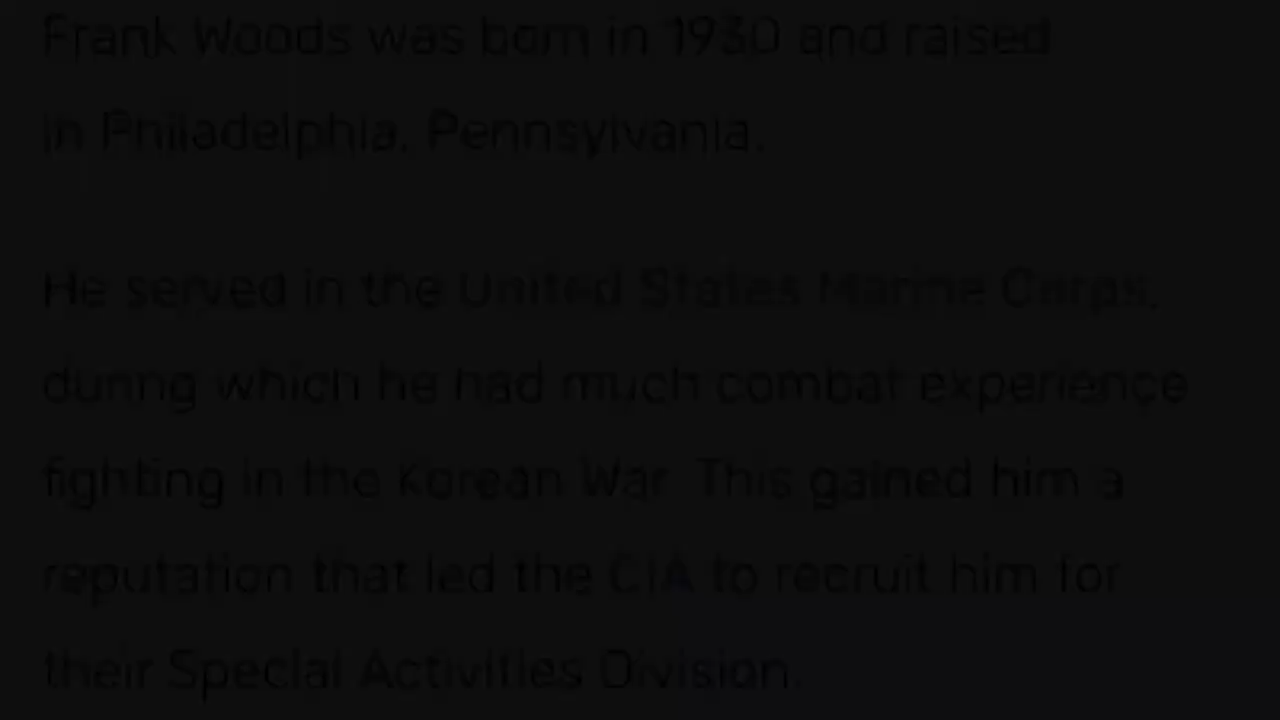 Frank Woods was born in 1930 and raised
in Philadelphia, Pennsylvania.
He served in the United States Marine Corps,
during which he had much combat experience
fighting in the Korean War. This gained him a
reputation that led the CIA to recruit him for
their Special Activities Division.